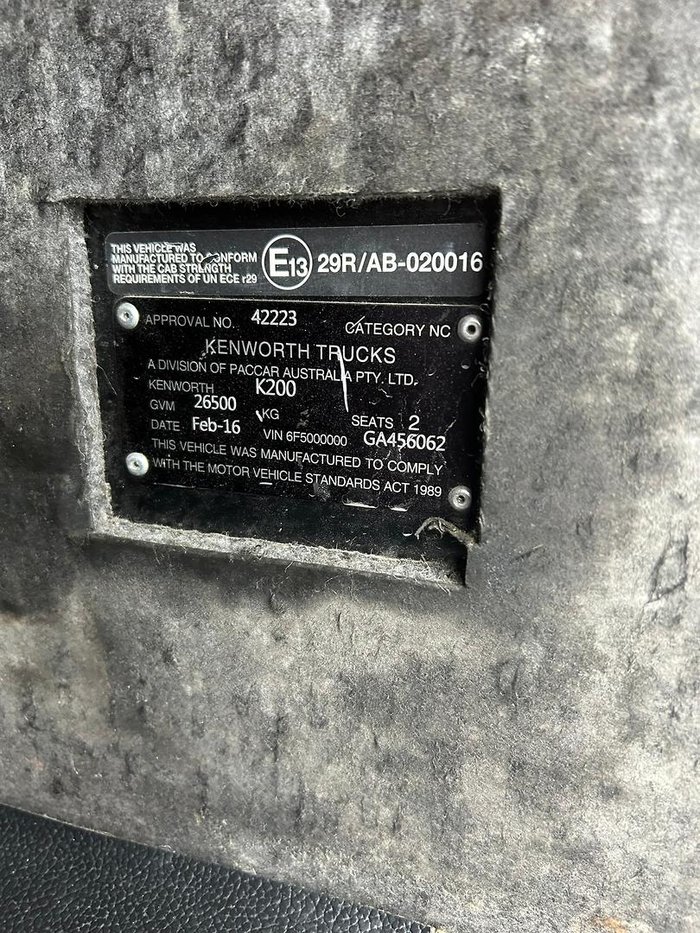 THIS VEHICLE WAS
MANUFACTURED TO CONFORM
WITH THE CAB STRENGTH
REQUIREMENTS OF UN ECE r29
E13 29R/AB-020016
APPROVAL NO. 42223 CATEGORY NC
KENWORTH TRUCKS
A DIVISION OF PACCAR AUSTRALIA PTY. LTD.
KENWORTH K200
GVM 26500 KG SEATS 2
DATE Feb-16 VIN 6F5000000 GA456062
THIS VEHICLE WAS MANUFACTURED TO COMPLY
WITH THE MOTOR VEHICLE STANDARDS ACT 1989